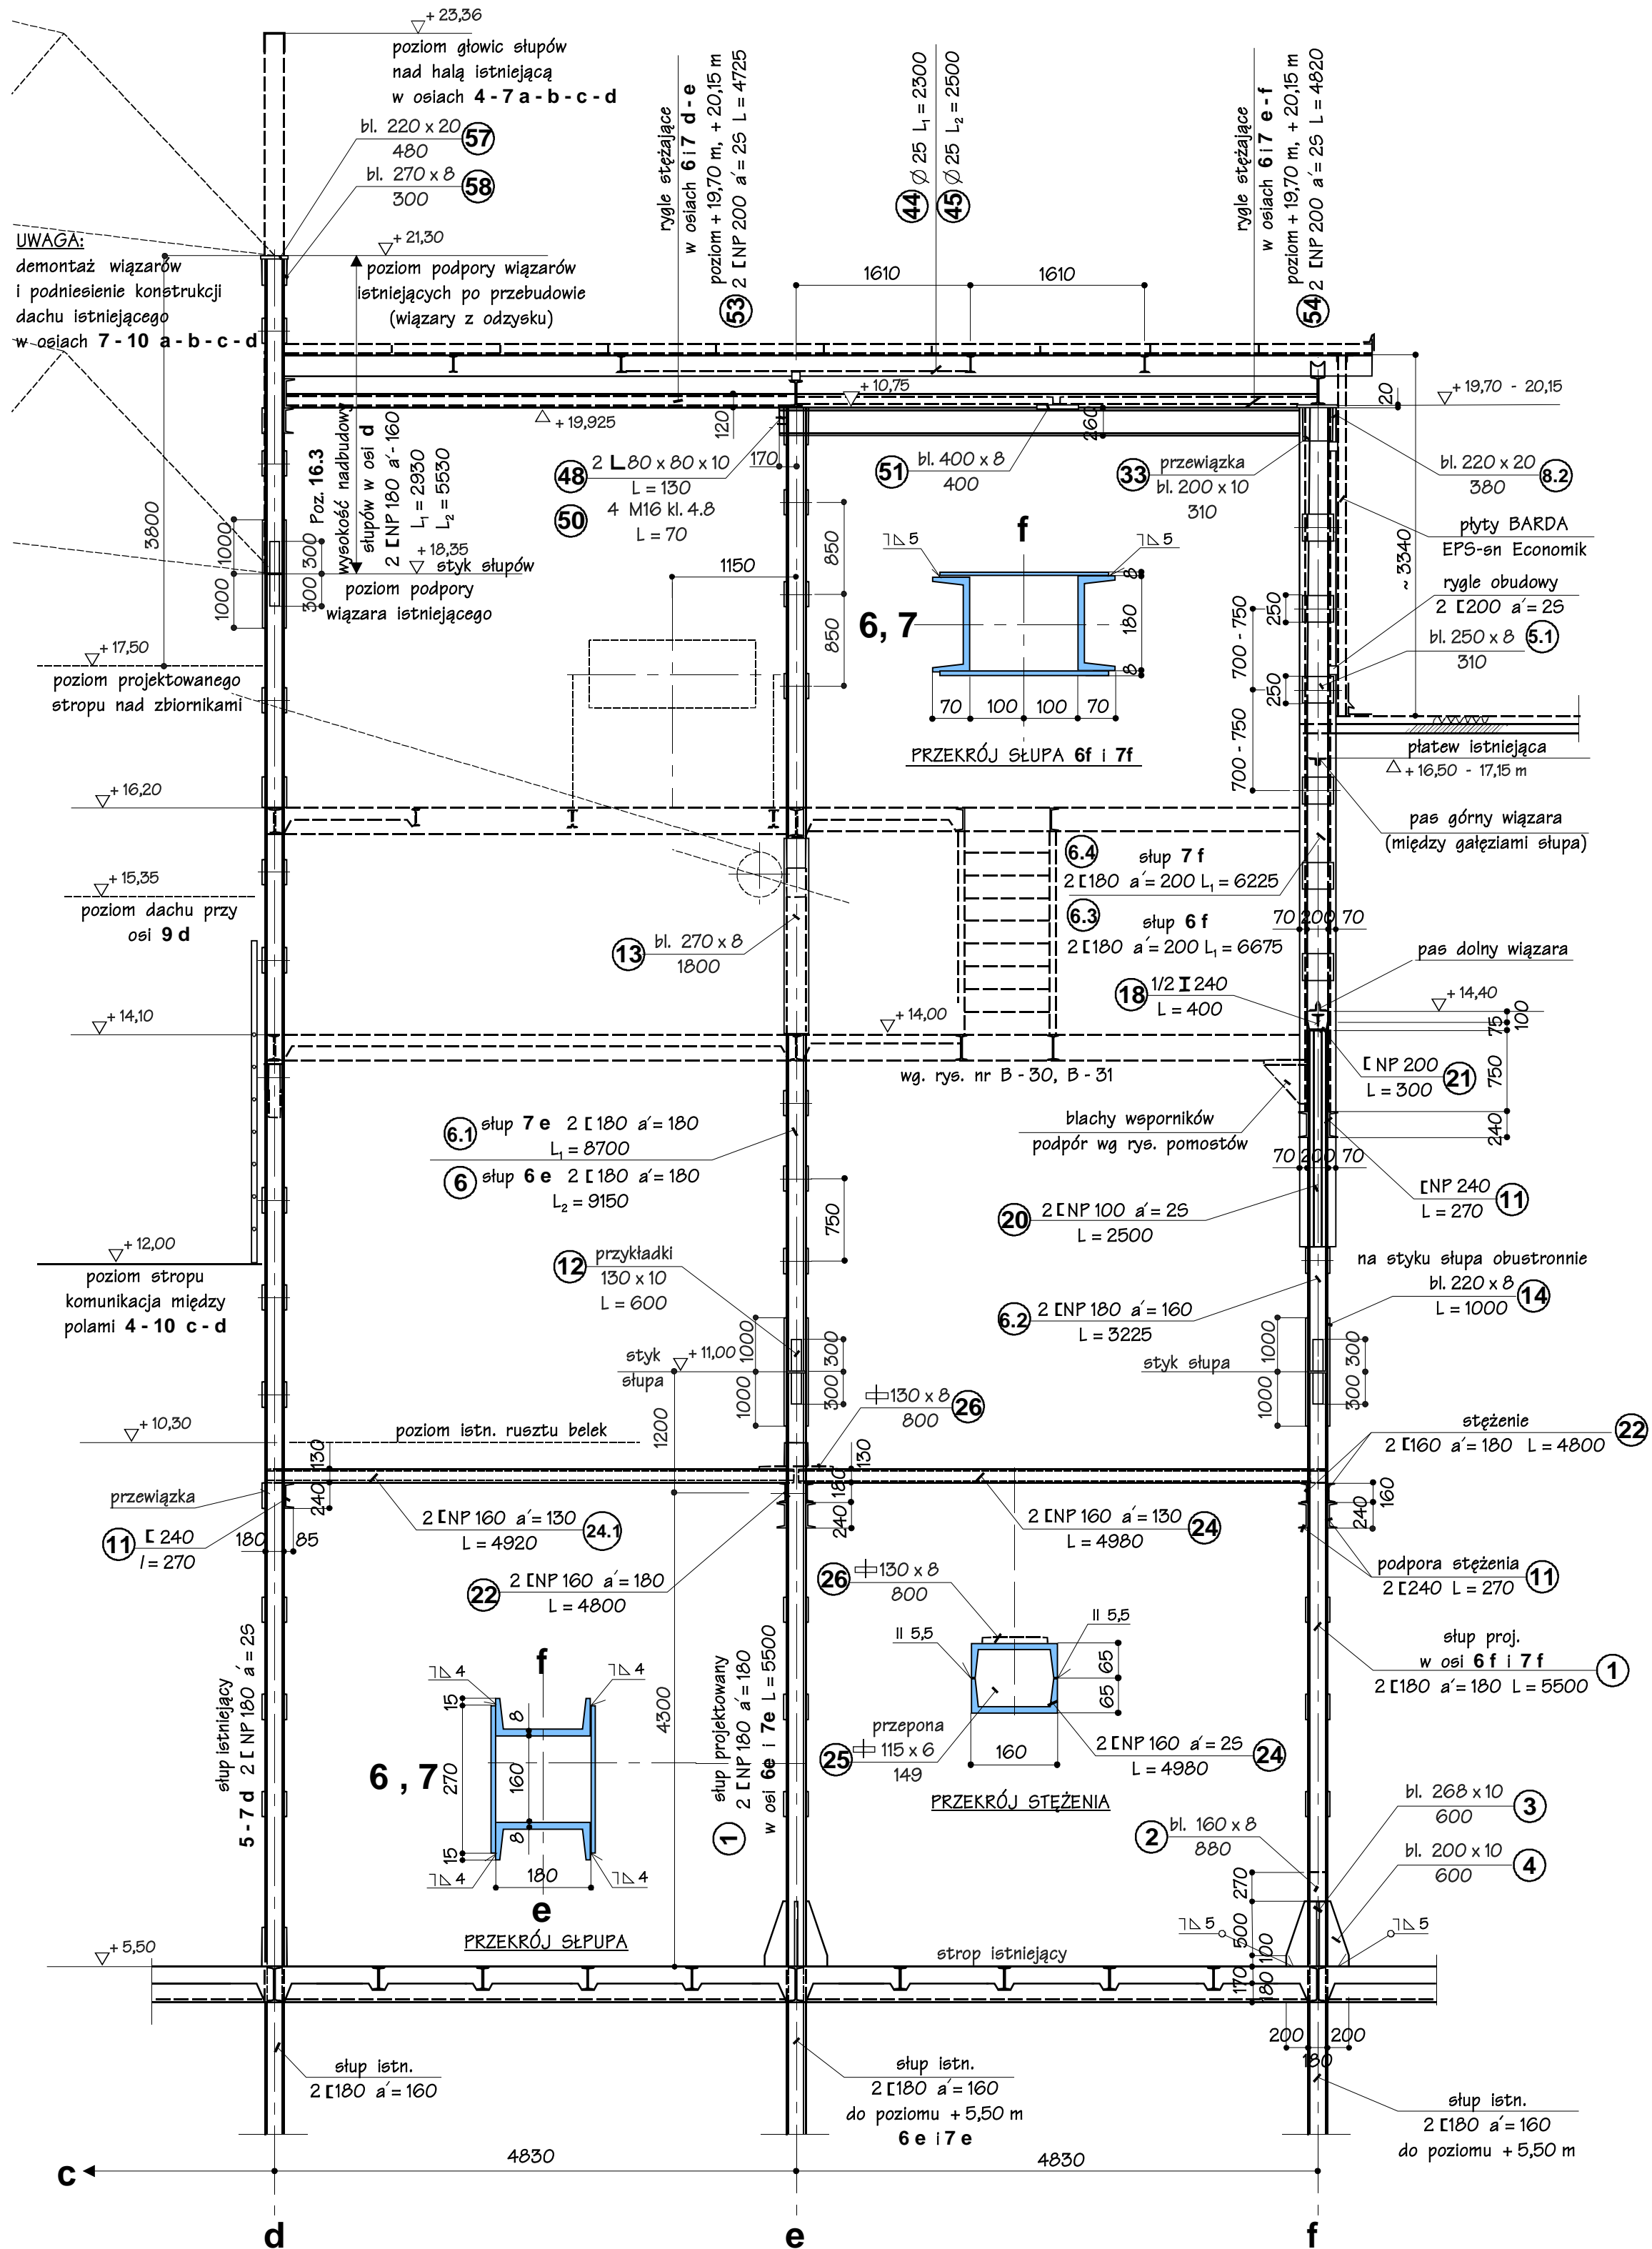 + 23,36
poziom głowic słupów
nad halą istniejącą
w osiach 4 - 7 a - b - c - d
bl. 220 x 20
480
57
bl. 270 x 8
300
58
+ 21,30
poziom podpory wiązarów
istniejących po przebudowie
(wiązary z odzysku)
UWAGA:
demontaż wiązarów
i podniesienie konstrukcji
dachu istniejącego
w osiach 7 - 10 a - b - c - d
rygle stężające
w osiach 6 i 7 d - e
poziom + 19,70 m, + 20,15 m
53 2 [NP 200 a´= 2S L = 4725
44 Ø 25 L₁ = 2300
45 Ø 25 L₂ = 2500
rygle stężające
w osiach 6 i 7 e - f
poziom + 19,70 m, + 20,15 m
54 2 [NP 200 a´= 2S L = 4820
1610
1610
+ 10,75
+ 19,925
120
260
20
+ 19,70 - 20,15
170
48
2 L 80 x 80 x 10
L = 130
50
4 M16 kl. 4.8
L = 70
51
bl. 400 x 8
400
33
przewiązka
bl. 200 x 10
310
bl. 220 x 20
380
8.2
płyty BARDA
EPS-sn Economik
rygle obudowy
2 [200 a´= 2S
bl. 250 x 8
310
5.1
~ 3340
Poz. 16.3
wysokość nadbudowy
słupów w osi d
2 [NP 180 a´- 160
L₁ = 2930
L₂ = 5530
3800
1000
1000
300
300
+ 18,35
styk słupów
poziom podpory
wiązara istniejącego
+ 17,50
poziom projektowanego
stropu nad zbiornikami
1150
850
850
f
5
5
6, 7
8
180
8
70
100
100
70
PRZEKRÓJ SŁUPA 6f i 7f
250
700 - 750
250
700 - 750
płatew istniejąca
+ 16,50 - 17,15 m
pas górny wiązara
(między gałęziami słupa)
+ 16,20
+ 15,35
poziom dachu przy
osi 9 d
6.4
słup 7 f
2 [180 a´= 200 L₁ = 6225
6.3
słup 6 f
2 [180 a´= 200 L₁ = 6675
70 200 70
13
bl. 270 x 8
1800
18
1/2 I 240
L = 400
pas dolny wiązara
+ 14,40
75
100
750
240
+ 14,10
+ 14,00
wg. rys. nr B - 30, B - 31
[ NP 200
L = 300
21
blachy wsporników
podpór wg rys. pomostów
70 200 70
6.1
słup 7 e 2 [ 180 a´= 180
L₁ = 8700
6
słup 6 e 2 [ 180 a´= 180
L₂ = 9150
750
20
2 [NP 100 a´= 2S
L = 2500
[NP 240
L = 270
11
+ 12,00
poziom stropu
komunikacja między
polami 4 - 10 c - d
12
przykładki
130 x 10
L = 600
na styku słupa obustronnie
bl. 220 x 8
L = 1000
14
6.2
2 [NP 180 a´= 160
L = 3225
styk
słupa
+ 11,00
1000
1000
300
300
styk słupa
1000
1000
300
300
130 x 8
800
26
+ 10,30
poziom istn. rusztu belek
1200
130
240
130
180
240
stężenie
2 [160 a´= 180 L = 4800
22
160
240
przewiązka
11
[ 240
l = 270
180
85
2 [NP 160 a´= 130
L = 4920
24.1
2 [NP 160 a´= 130
L = 4980
24
22
2 [NP 160 a´= 180
L = 4800
podpora stężenia
2 [240 L = 270
11
26
130 x 8
800
II 5,5
II 5,5
65
65
przepona
25
115 x 6
149
160
2 [NP 160 a´= 2S
L = 4980
24
PRZEKRÓJ STĘŻENIA
słup proj.
w osi 6 f i 7 f
2 [180 a´= 180 L = 5500
1
słup istniejący
5 - 7 d 2 [ NP 180 a´= 2S
f
4
4
15
8
6 , 7
270
160
8
15
4
4
180
e
PRZEKRÓJ SŁPUPA
1
słup projektowany
2 [NP 180 a´= 180
w osi 6e i 7e L = 5500
4300
bl. 268 x 10
600
3
2
bl. 160 x 8
880
bl. 200 x 10
600
4
270
500
100
170
180
5
5
+ 5,50
strop istniejący
200
200
180
słup istn.
2 [180 a´= 160
słup istn.
2 [180 a´= 160
do poziomu + 5,50 m
6 e i 7 e
słup istn.
2 [180 a´= 160
do poziomu + 5,50 m
c
4830
4830
d
e
f